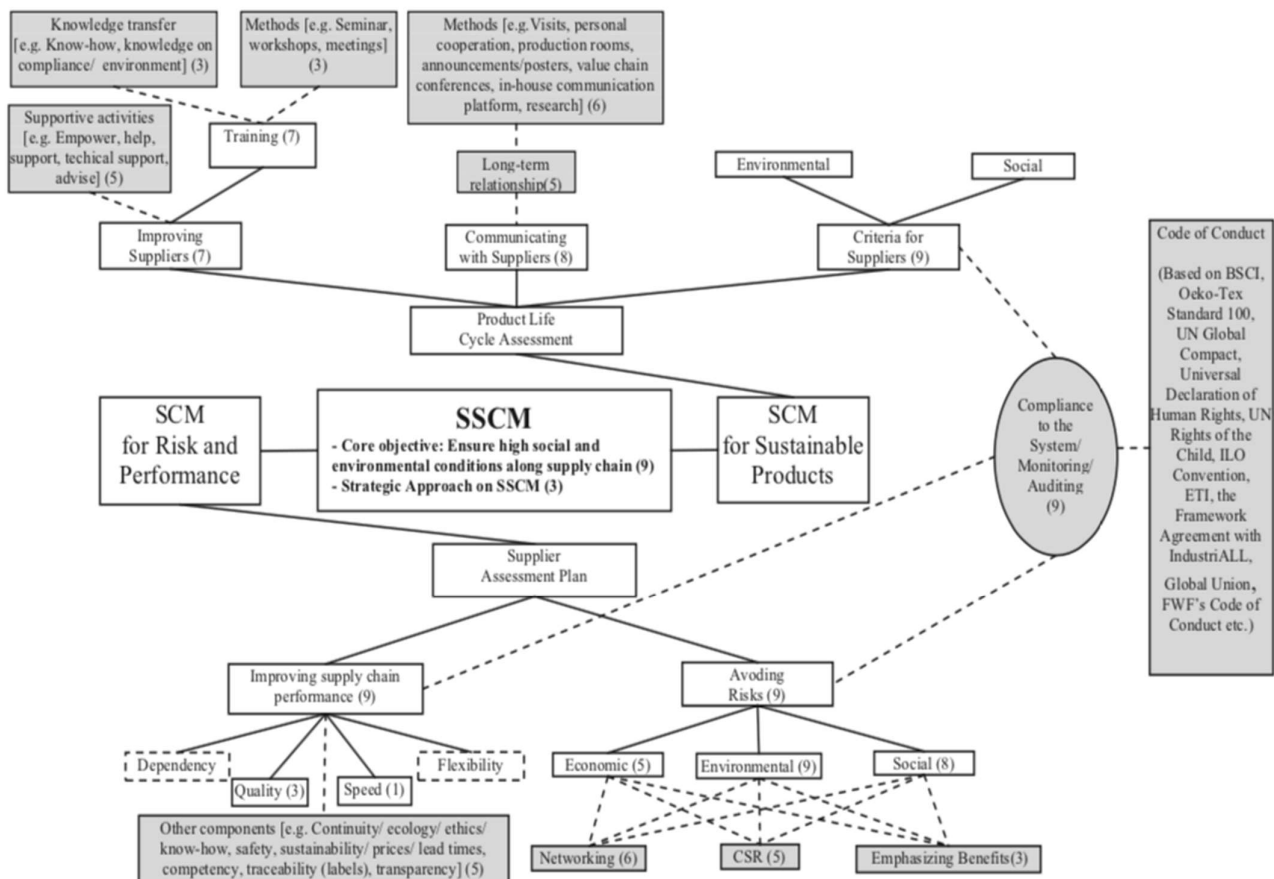 Knowledge transfer
[e.g. Know-how, knowledge on
compliance/ environment] (3)
Methods [e.g. Seminar,
workshops, meetings]
(3)
Methods [e.g.Visits, personal
cooperation, production rooms,
announcements/posters, value chain
conferences, in-house communication
platform, research] (6)
Supportive activities
[e.g. Empower, help,
support, techical support,
advise] (5)
Training (7)
Long-term
relationship(5)
Environmental
Social
Improving
Suppliers (7)
Communicating
with Suppliers (8)
Criteria for
Suppliers (9)
Product Life
Cycle Assessment
SCM
for Risk and
Performance
SSCM
- Core objective: Ensure high social and
environmental conditions along supply chain (9)
- Strategic Approach on SSCM (3)
SCM
for Sustainable
Products
Compliance
to the
System/
Monitoring/
Auditing
(9)
Code of Conduct
(Based on BSCI,
Oeko-Tex
Standard 100,
UN Global
Compact,
Universal
Declaration of
Human Rights, UN
Rights of the
Child, ILO
Convention,
ETI, the
Framework
Agreement with
IndustriALL,
Global Union,
FWF's Code of
Conduct etc.)
Supplier
Assessment Plan
Improving supply chain
performance (9)
Avoding
Risks (9)
Dependency
Quality (3)
Speed (1)
Flexibility
Economic (5)
Environmental (9)
Social (8)
Other components [e.g. Continuity/ ecology/ ethics/
know-how, safety, sustainability/ prices/ lead times,
competency, traceability (labels), transparency] (5)
Networking (6)
CSR (5)
Emphasizing Benefits(3)